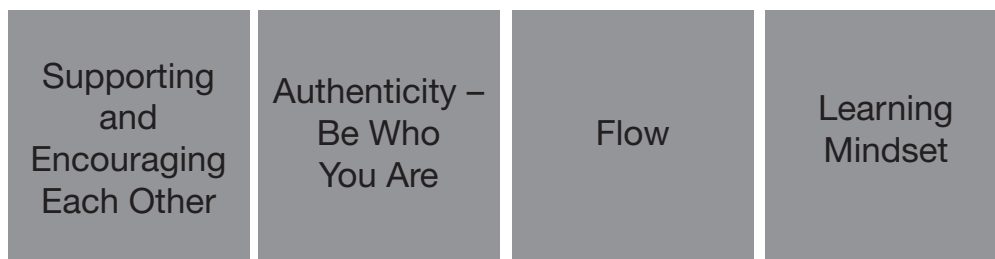 Supporting
and
Encouraging
Each Other
Authenticity –
Be Who
You Are
Flow
Learning
Mindset